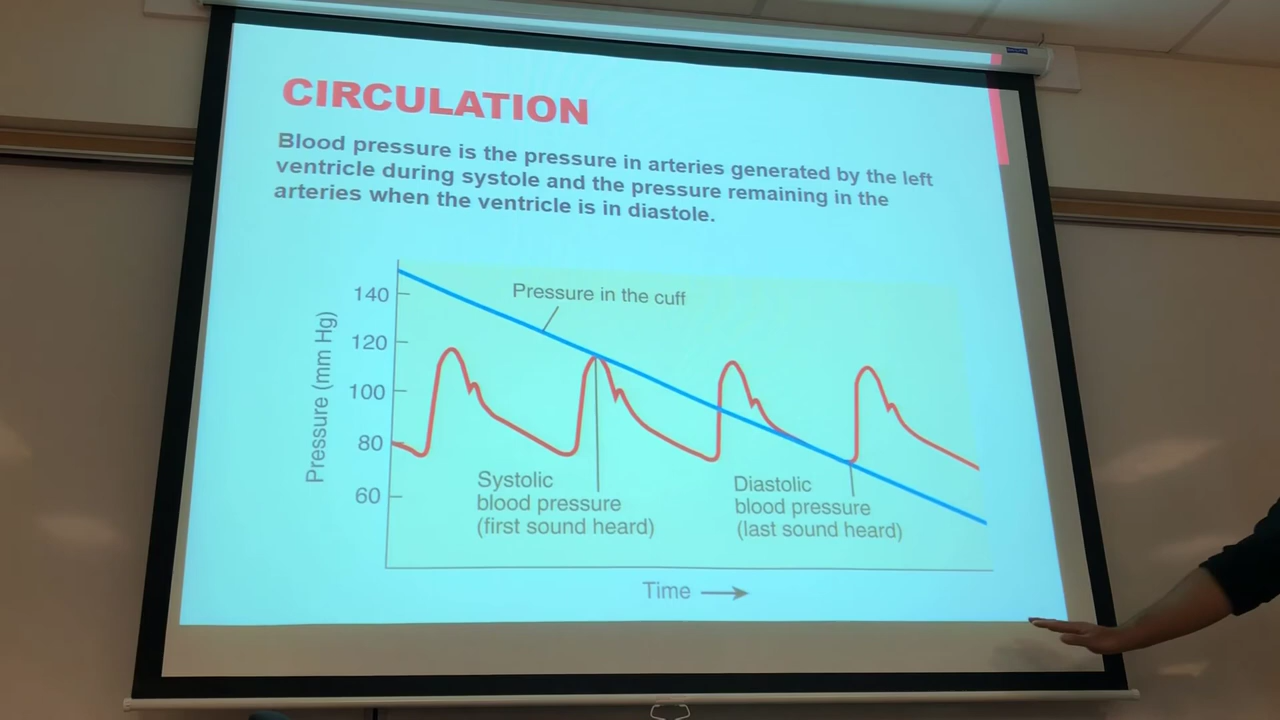 CIRCULATION
Blood pressure is the pressure in arteries generated by the left
ventricle during systole and the pressure remaining in the
arteries when the ventricle is in diastole.
Pressure (mm Hg)
140
120
100
80
60
Pressure in the cuff
Systolic
blood pressure
(first sound heard)
Diastolic
blood pressure
(last sound heard)
Time